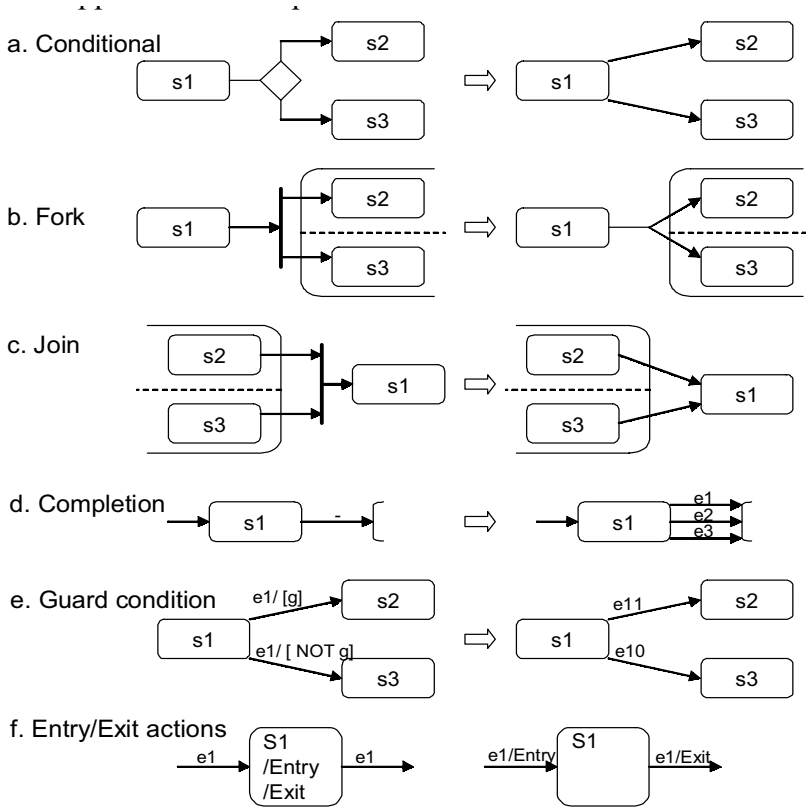 a. Conditional
s1
s2
s3
s1
s2
s3
b. Fork
s1
s2
s3
s1
s2
s3
c. Join
s2
s3
s1
s2
s3
s1
d. Completion
s1
-
s1
e1
e2
e3
e. Guard condition
s1
e1/ [g]
e1/ [ NOT g]
s2
s3
s1
e11
e10
s2
s3
f. Entry/Exit actions
e1
S1
/Entry
/Exit
e1
e1/Entry
S1
e1/Exit